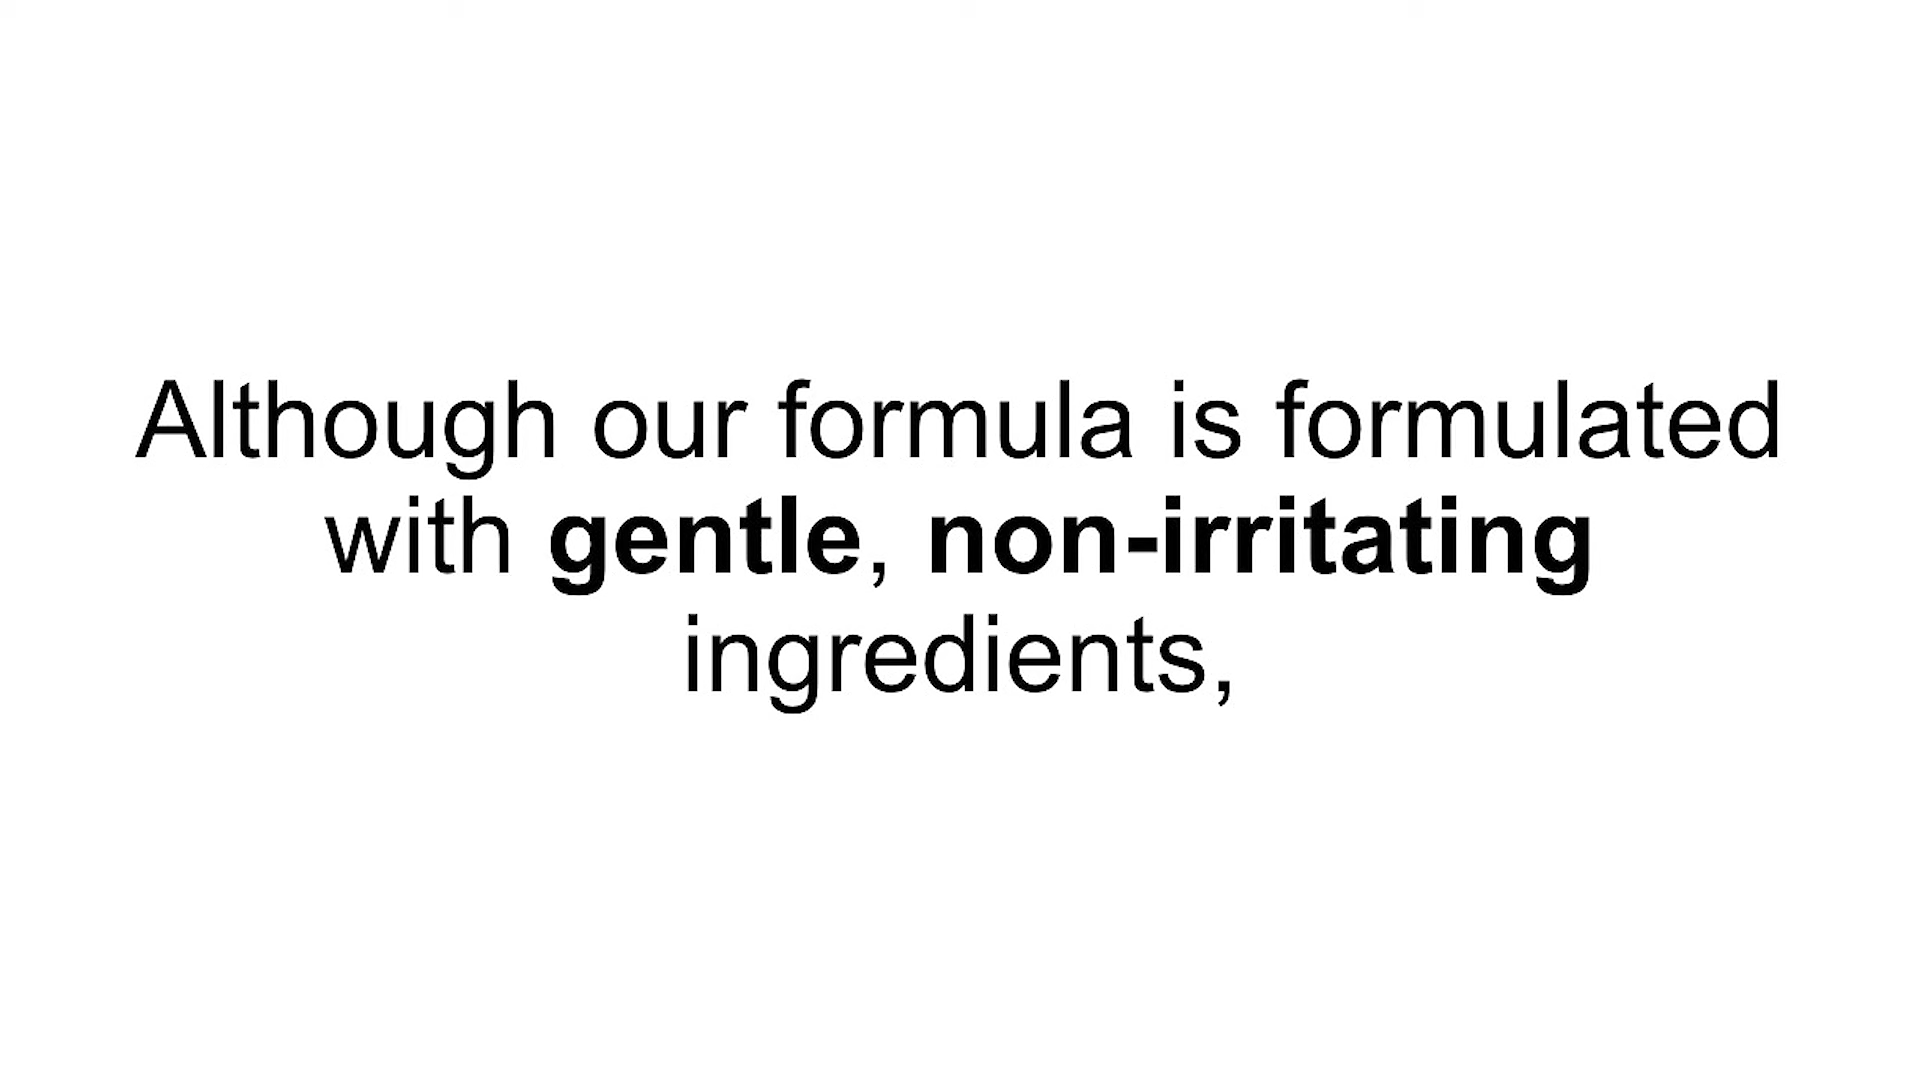 Although our formula is formulated
with gentle, non-irritating
ingredients,